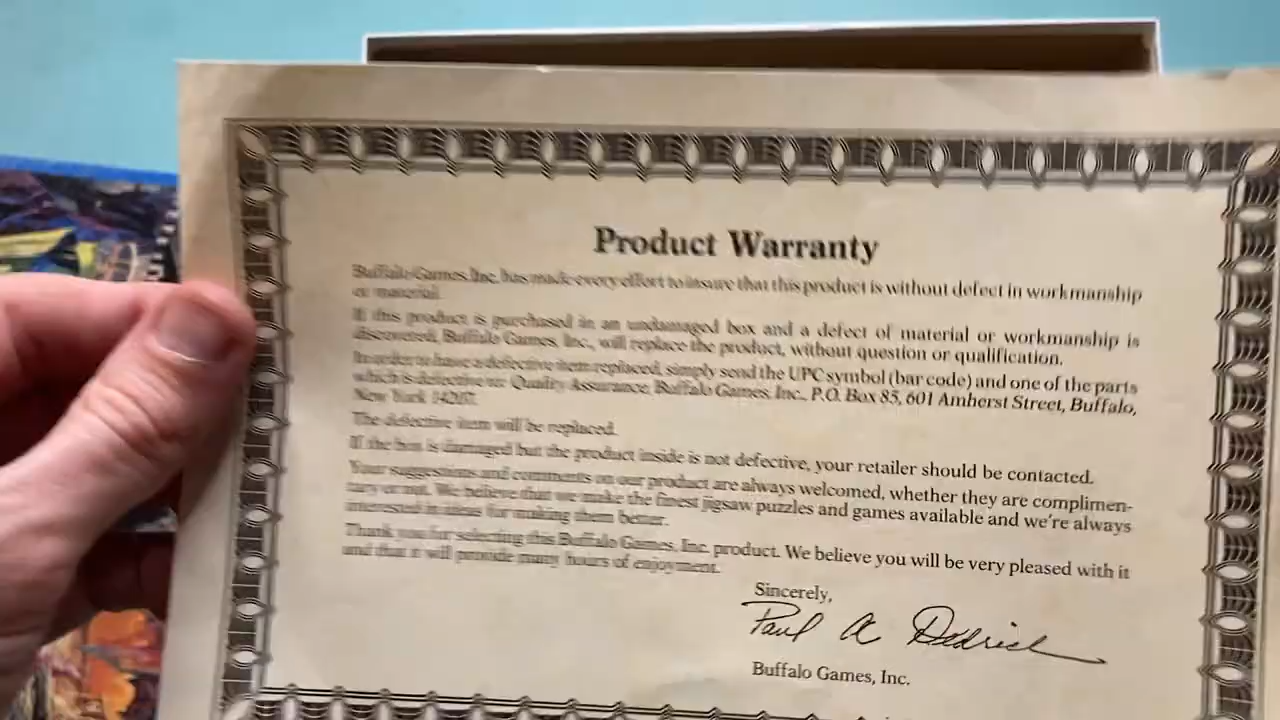 Product Warranty
Buffalo Games, Inc. has made every effort to insure that this product is without defect in workmanship
or material.
If this product is purchased in an undamaged box and a defect of material or workmanship is
discovered, Buffalo Games, Inc., will replace the product, without question or qualification.
In order to have a defective item replaced, simply send the UPC symbol (bar code) and one of the parts
which is defective to: Quality Assurance, Buffalo Games, Inc., P.O. Box 85, 601 Amherst Street, Buffalo,
New York 14207.
The defective item will be replaced.
If the box is damaged but the product inside is not defective, your retailer should be contacted.
Your suggestions and comments on our product are always welcomed, whether they are complimen-
tary or not. We believe that we make the finest jigsaw puzzles and games available and we're always
interested in ideas for making them better.
Thank you for selecting this Buffalo Games, Inc. product. We believe you will be very pleased with it
and that it will provide many hours of enjoyment.
Sincerely,
Paul A Dedrick
Buffalo Games, Inc.